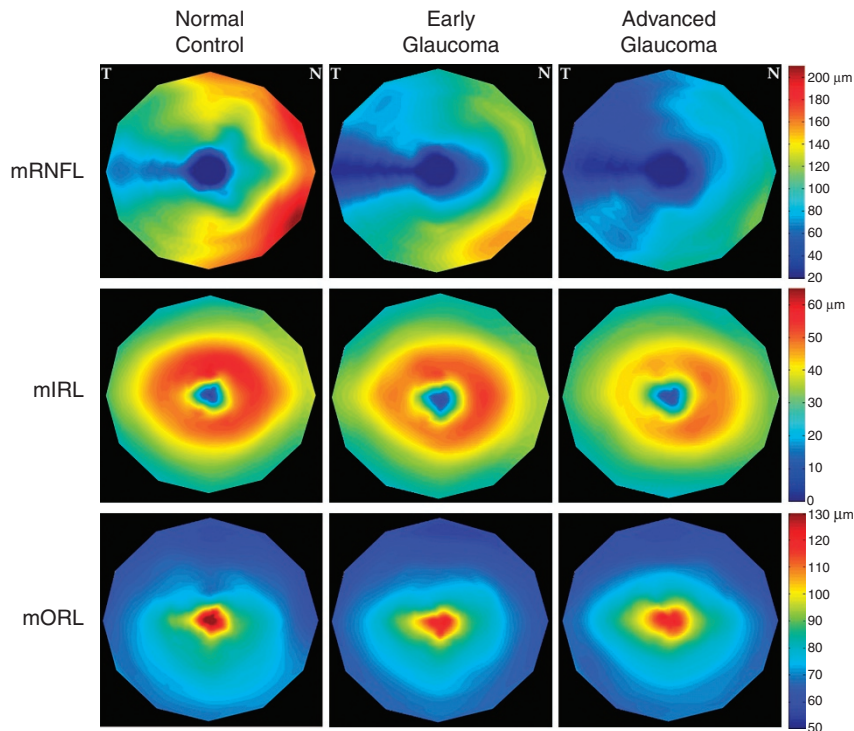 Normal
Control
Early
Glaucoma
Advanced
Glaucoma
T
T
N
T
N
mRNFL
200 µm
180
160
140
120
100
80
60
40
20
mIRL
60 µm
50
40
30
20
10
0
mORL
130 µm
120
110
100
90
80
70
60
50